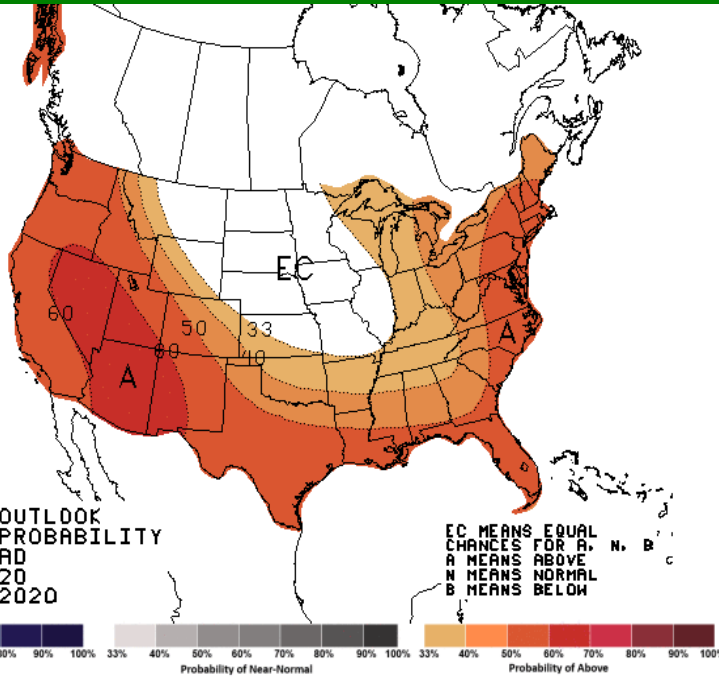 EC
60
50
33
60
40
A
A
OUTLOOK
PROBABILITY
AD
20
2020
EC MEANS EQUAL
CHANCES FOR A, N, B
A MEANS ABOVE
N MEANS NORMAL
B MEANS BELOW
90% 100% 33% 40% 50% 60% 70% 80% 90% 100% 33% 40% 50% 60% 70% 80% 90% 100%
Probability of Near-Normal Probability of Above